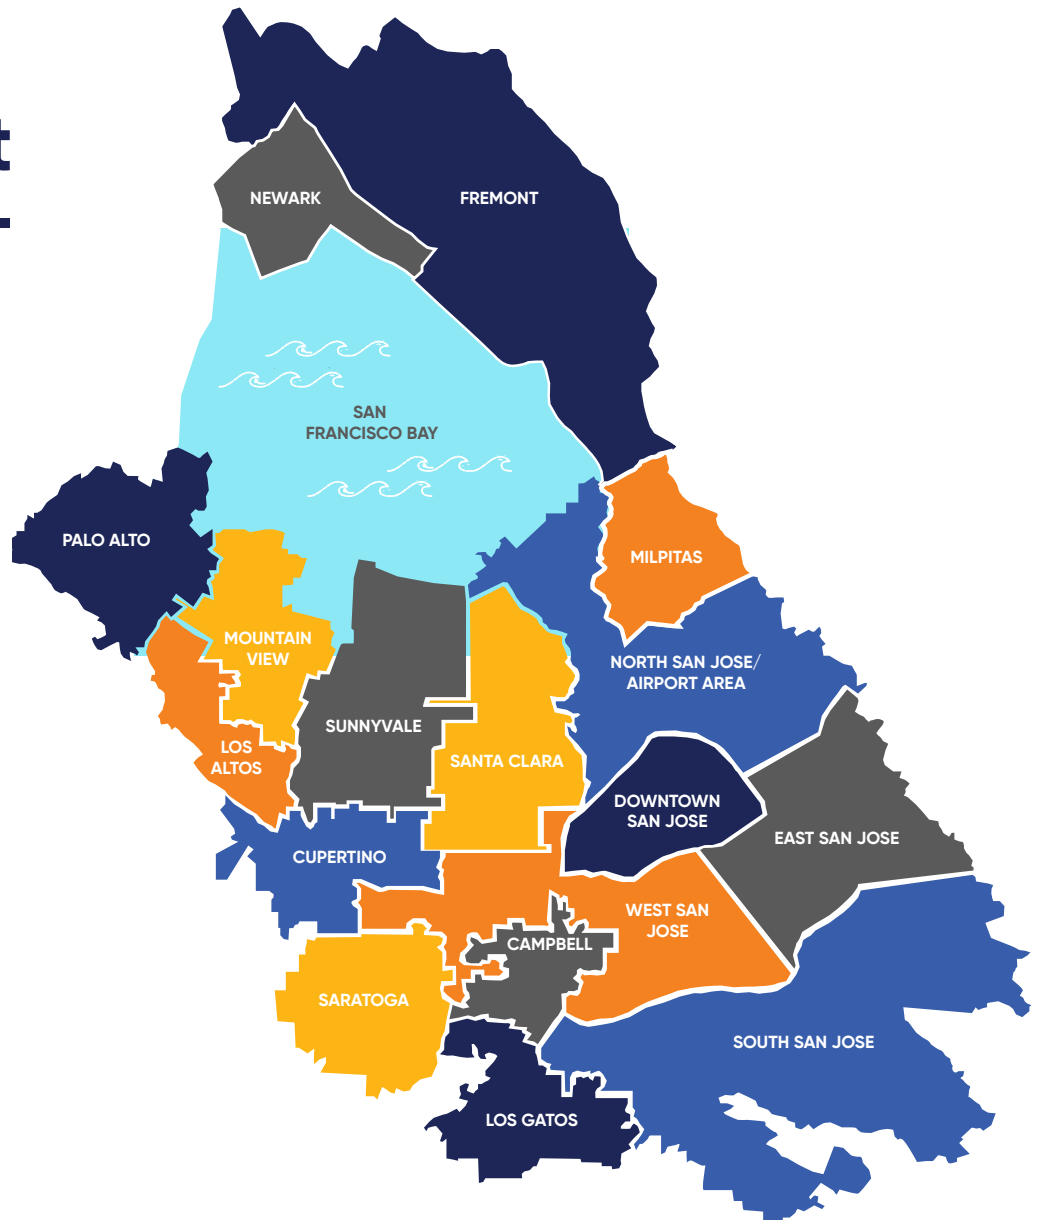 t
NEWARK
FREMONT
SAN
FRANCISCO BAY
PALO ALTO
MILPITAS
MOUNTAIN
VIEW
NORTH SAN JOSE/
AIRPORT AREA
SUNNYVALE
LOS
ALTOS
SANTA CLARA
DOWNTOWN
SAN JOSE
EAST SAN JOSE
CUPERTINO
WEST SAN
JOSE
CAMPBELL
SARATOGA
SOUTH SAN JOSE
LOS GATOS